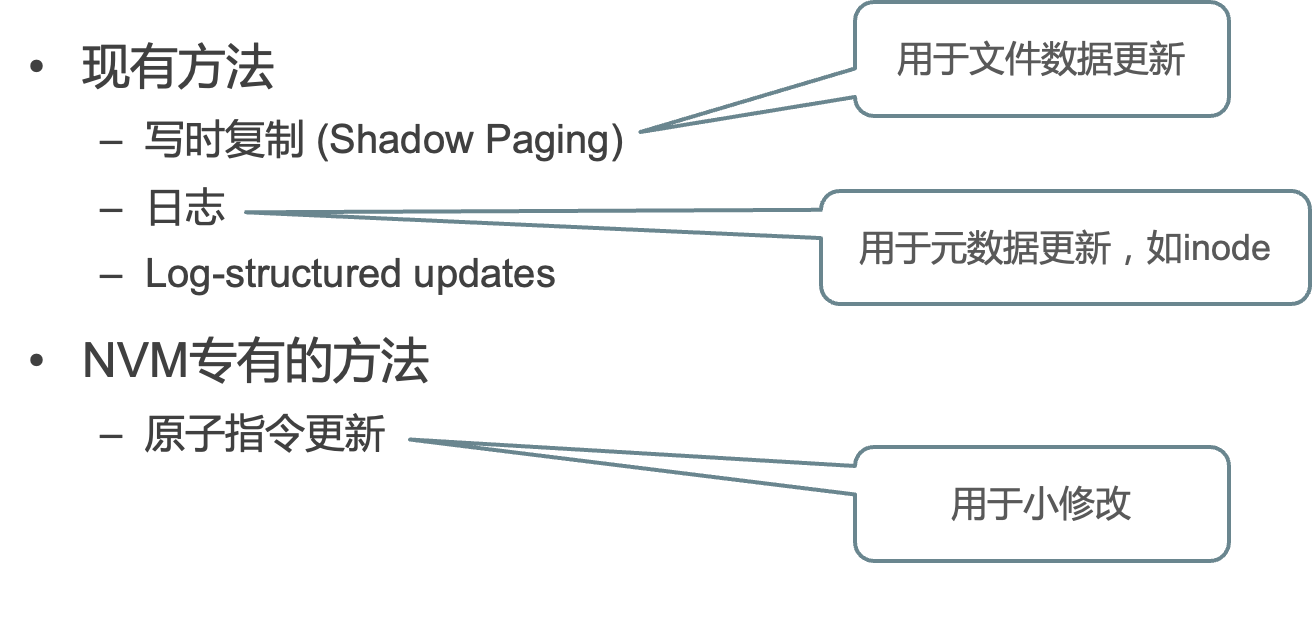 • 现有方法
– 写时复制 (Shadow Paging)
用于文件数据更新
– 日志
用于元数据更新，如inode
– Log-structured updates
• NVM专有的方法
– 原子指令更新
用于小修改